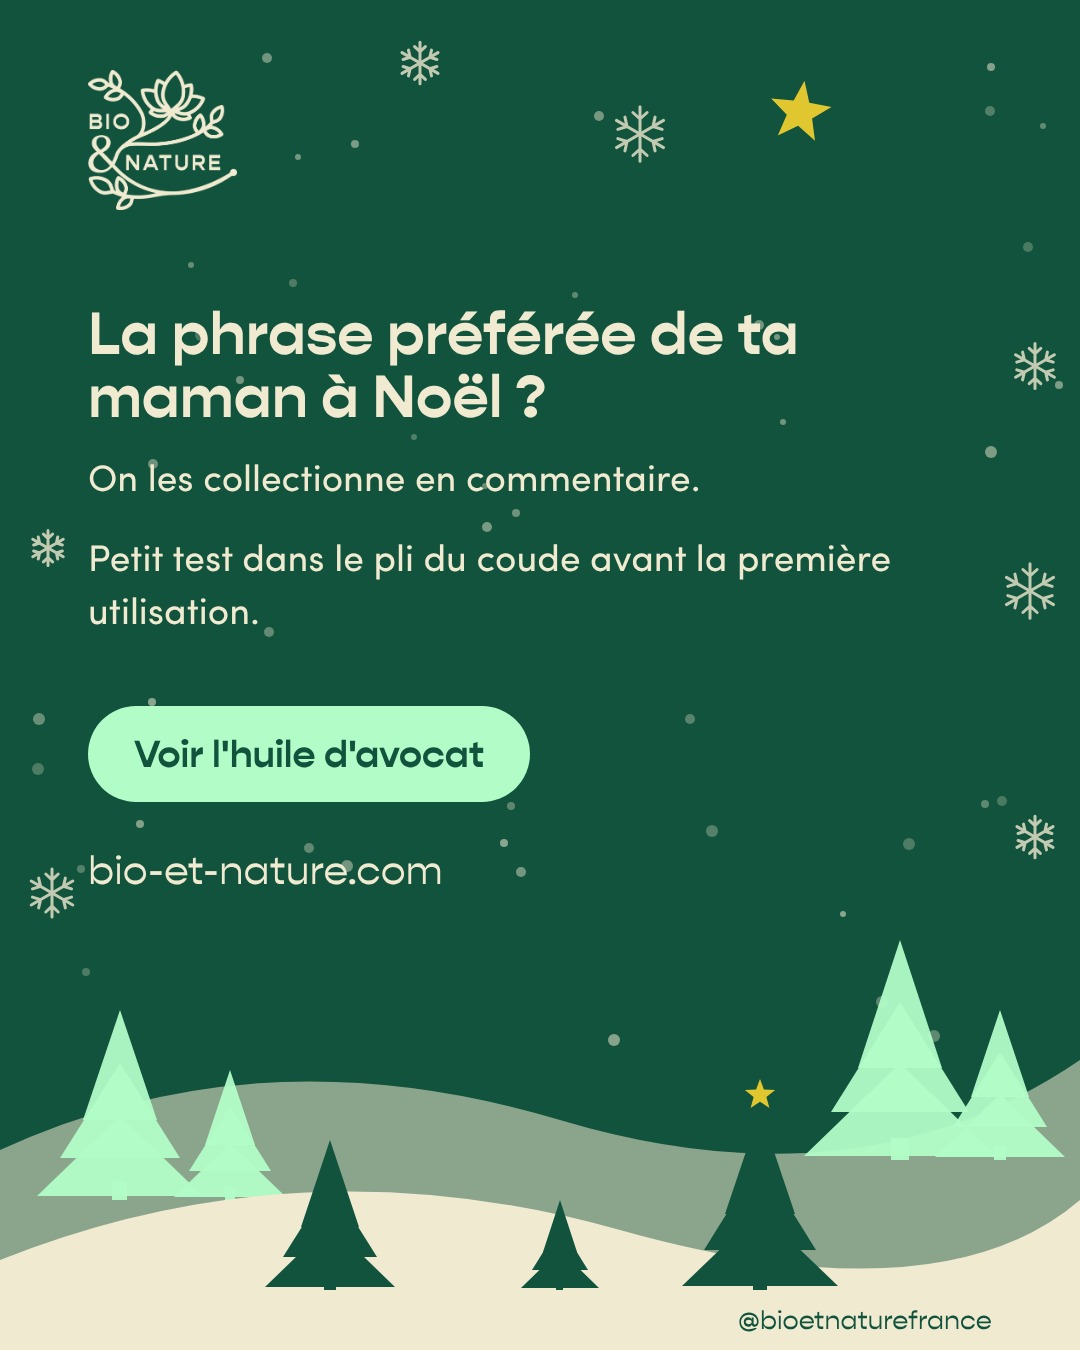 BIO
& NATURE
La phrase préférée de ta
maman à Noël ?
On les collectionne en commentaire.
Petit test dans le pli du coude avant la première
utilisation.
Voir l'huile d'avocat
bio-et-nature.com
@bioetnaturefrance